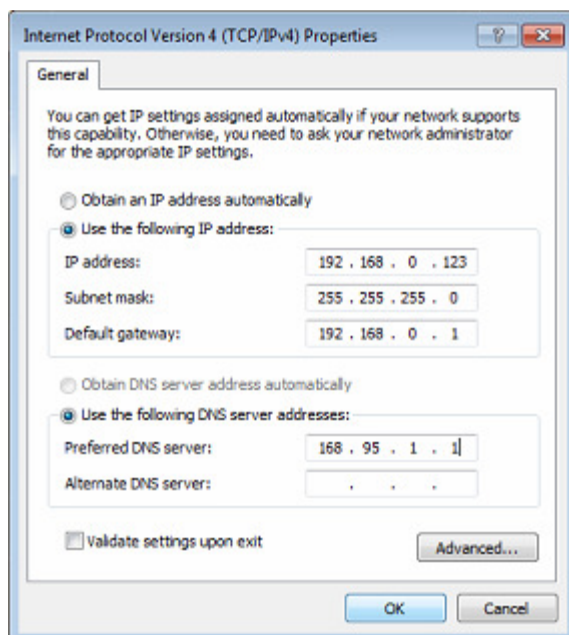 Internet Protocol Version 4 (TCP/IPv4) Properties
General
You can get IP settings assigned automatically if your network supports
this capability. Otherwise, you need to ask your network administrator
for the appropriate IP settings.
Obtain an IP address automatically
Use the following IP address:
IP address: 192 . 168 . 0 . 123
Subnet mask: 255 . 255 . 255 . 0
Default gateway: 192 . 168 . 0 . 1
Obtain DNS server address automatically
Use the following DNS server addresses:
Preferred DNS server: 168 . 95 . 1 . 1
Alternate DNS server: . . .
Validate settings upon exit
Advanced...
OK Cancel